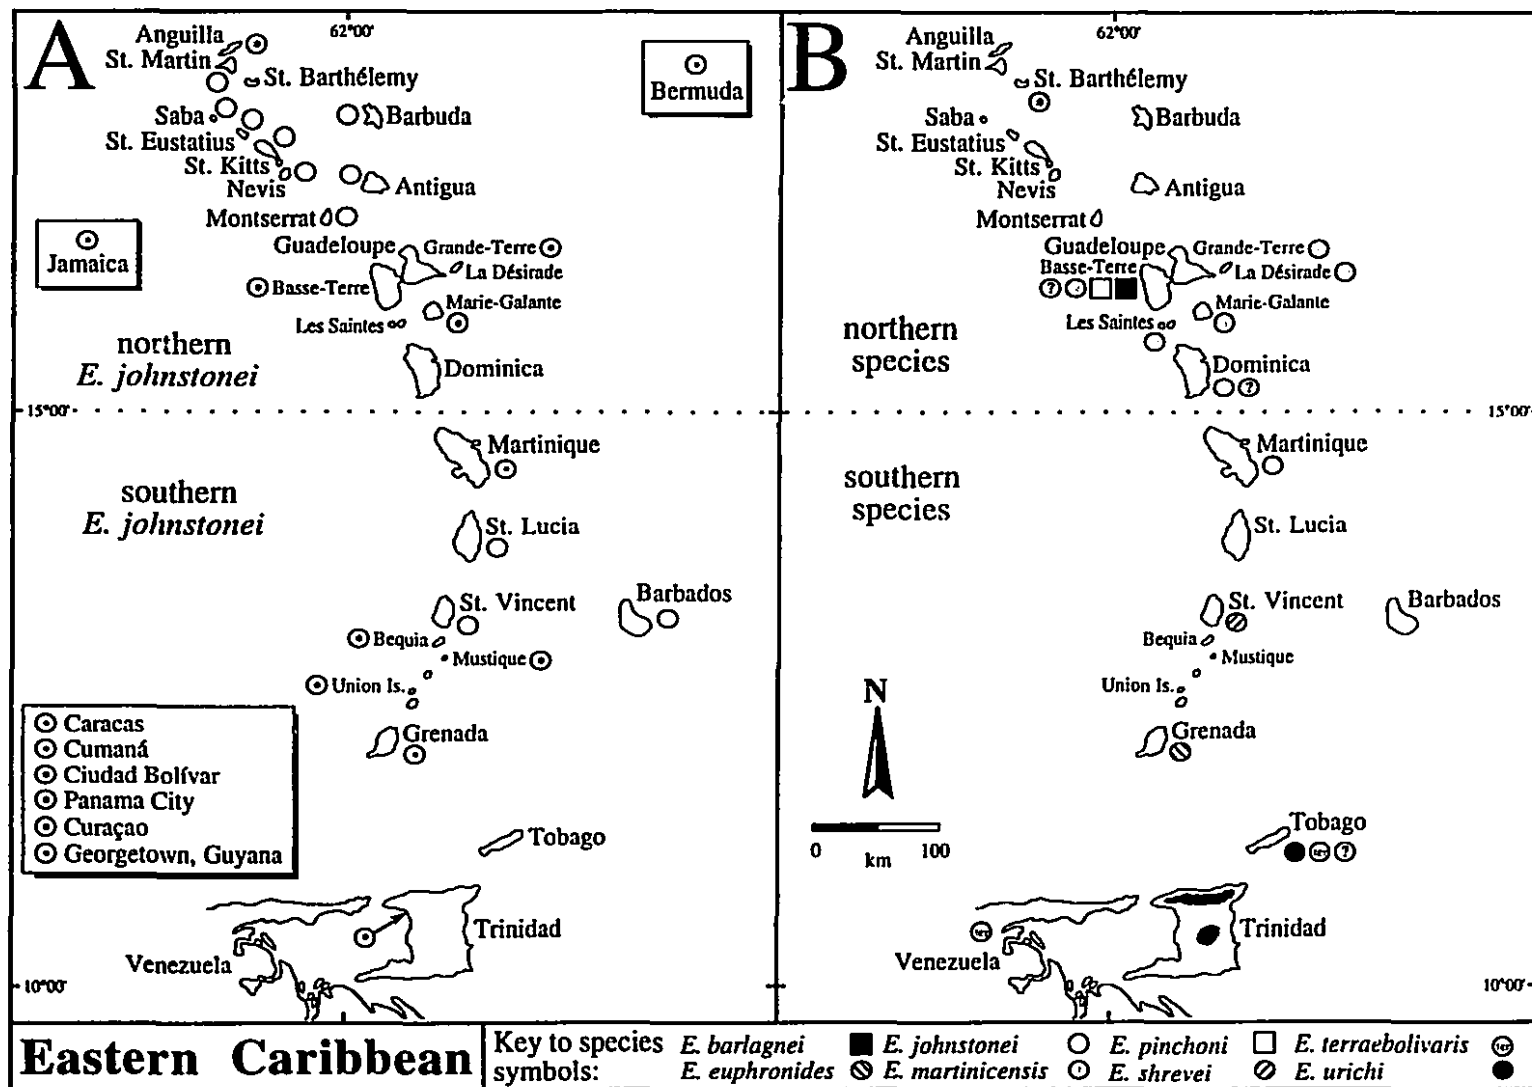 A
62°00'
Anguilla
St. Martin
St. Barthélemy
Saba
Barbuda
St. Eustatius
St. Kitts
Nevis
Antigua
Montserrat
Bermuda
Jamaica
Guadeloupe
Grande-Terre
La Désirade
Basse-Terre
Marie-Galante
Les Saintes
northern
E. johnstonei
Dominica
15°00'
Martinique
southern
E. johnstonei
St. Lucia
St. Vincent
Barbados
Bequia
Mustique
Union Is.
Grenada
Caracas
Cumaná
Ciudad Bolívar
Panama City
Curaçao
Georgetown, Guyana
Tobago
Trinidad
Venezuela
10°00'
B
62°00'
Anguilla
St. Martin
St. Barthélemy
Saba
Barbuda
St. Eustatius
St. Kitts
Nevis
Antigua
Montserrat
Guadeloupe
Grande-Terre
Basse-Terre
La Désirade
?
Marie-Galante
Les Saintes
northern
species
Dominica
?
15°00'
Martinique
southern
species
St. Lucia
St. Vincent
Barbados
Bequia
Mustique
Union Is.
N
Grenada
0 km 100
Tobago
?
Trinidad
Venezuela
10°00'
Eastern Caribbean
Key to species
symbols:
E. barlagnei E. johnstonei E. pinchoni E. terraebolivaris
E. euphronides E. martinicensis E. shrevei E. urichi